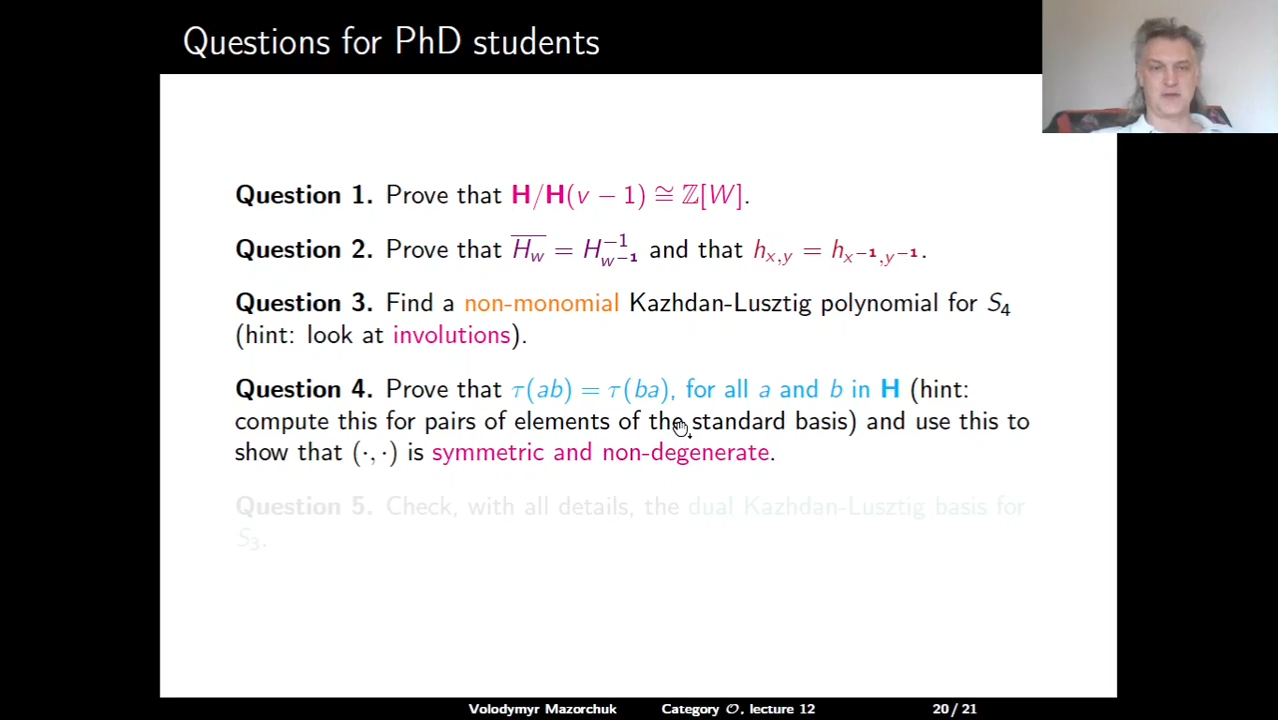 Questions for PhD students
Question 1. Prove that H/H(v − 1) ≅ ℤ[W].
Question 2. Prove that \overline{H_w} = H_{w^{-1}}^{-1} and that h_{x,y} = h_{x^{-1},y^{-1}}.
Question 3. Find a non-monomial Kazhdan-Lusztig polynomial for S₄
(hint: look at involutions).
Question 4. Prove that τ(ab) = τ(ba), for all a and b in H (hint:
compute this for pairs of elements of the standard basis) and use this to
show that (·, ·) is symmetric and non-degenerate.
Question 5. Check, with all details, the dual Kazhdan-Lusztig basis for
S₃.
Volodymyr Mazorchuk Category 𝒪, lecture 12 20 / 21